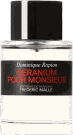 Dominique Ropion
GERANIUM
POUR MONSIEUR
FREDERIC MALLE